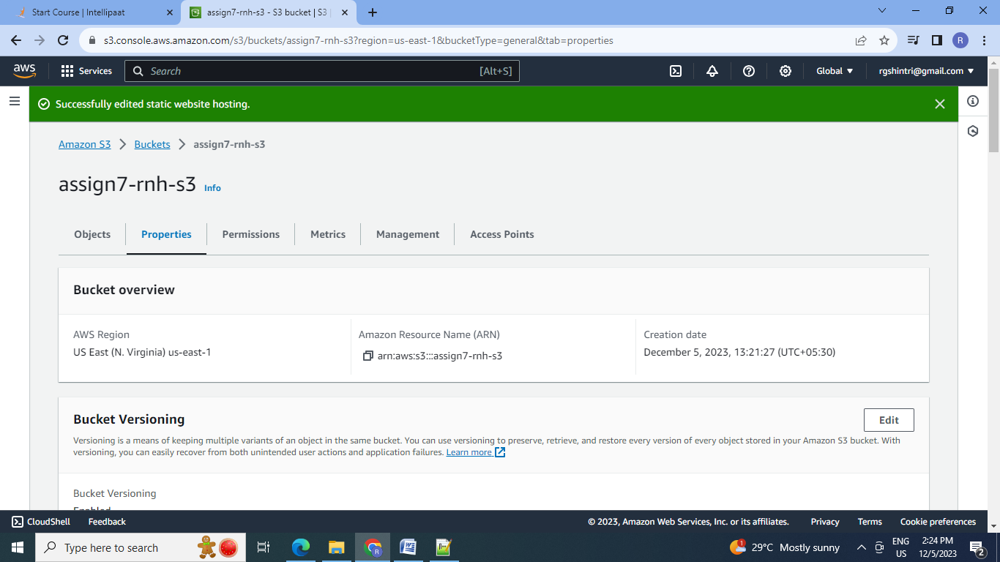 Start Course | Intellipaat
assign7-rnh-s3 - S3 bucket | S3 |
s3.console.aws.amazon.com/s3/buckets/assign7-rnh-s3?region=us-east-1&bucketType=general&tab=properties
R
aws
Services
Search
[Alt+S]
Global
rgshintri@gmail.com
Successfully edited static website hosting.
Amazon S3
Buckets
assign7-rnh-s3
assign7-rnh-s3 Info
Objects
Properties
Permissions
Metrics
Management
Access Points
Bucket overview
AWS Region
US East (N. Virginia) us-east-1
Amazon Resource Name (ARN)
arn:aws:s3:::assign7-rnh-s3
Creation date
December 5, 2023, 13:21:27 (UTC+05:30)
Bucket Versioning
Edit
Versioning is a means of keeping multiple variants of an object in the same bucket. You can use versioning to preserve, retrieve, and restore every version of every object stored in your Amazon S3 bucket. With
versioning, you can easily recover from both unintended user actions and application failures. Learn more
Bucket Versioning
Enabled
CloudShell
Feedback
© 2023, Amazon Web Services, Inc. or its affiliates.
Privacy
Terms
Cookie preferences
Type here to search
R
W
1
29°C Mostly sunny
ENG
US
2:24 PM
12/5/2023
2